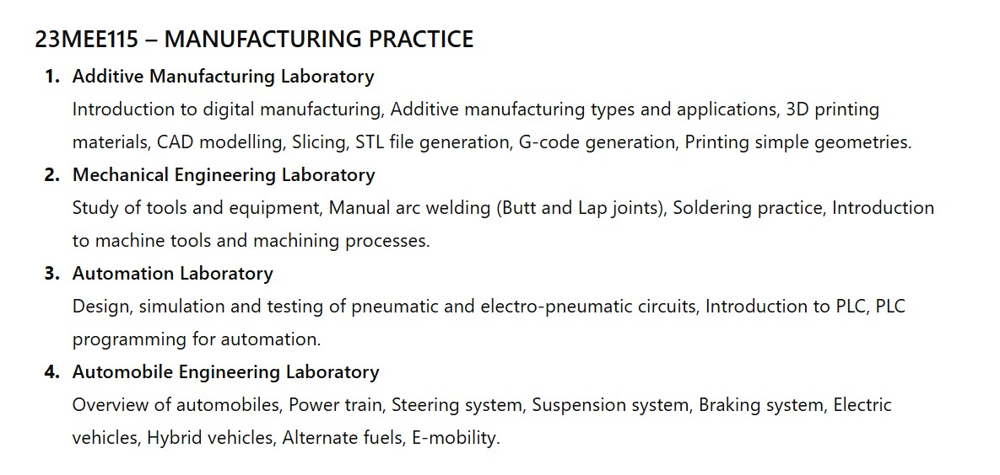 23MEE115 – MANUFACTURING PRACTICE
1. Additive Manufacturing Laboratory
Introduction to digital manufacturing, Additive manufacturing types and applications, 3D printing
materials, CAD modelling, Slicing, STL file generation, G-code generation, Printing simple geometries.
2. Mechanical Engineering Laboratory
Study of tools and equipment, Manual arc welding (Butt and Lap joints), Soldering practice, Introduction
to machine tools and machining processes.
3. Automation Laboratory
Design, simulation and testing of pneumatic and electro-pneumatic circuits, Introduction to PLC, PLC
programming for automation.
4. Automobile Engineering Laboratory
Overview of automobiles, Power train, Steering system, Suspension system, Braking system, Electric
vehicles, Hybrid vehicles, Alternate fuels, E-mobility.